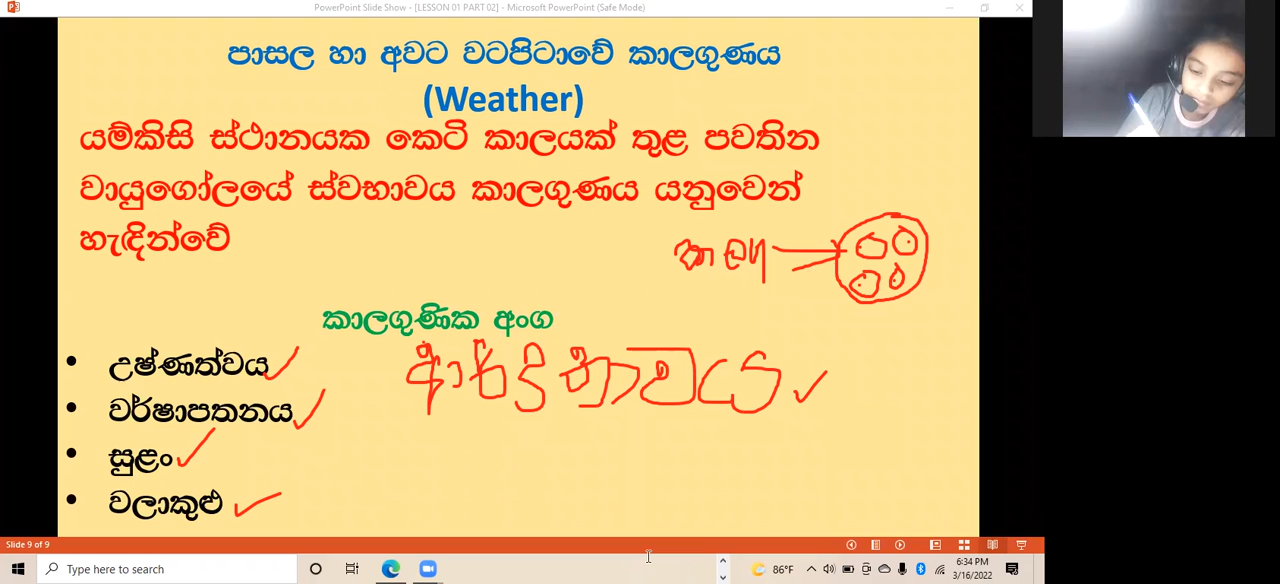 PowerPoint Slide Show - [LESSON 01 PART 02] - Microsoft PowerPoint (Safe Mode)
පාසල හා අවට වටපිටාවේ කාලගුණය
(Weather)
යම්කිසි ස්ථානයක කෙටි කාලයක් තුළ පවතින
වායුගෝලයේ ස්වභාවය කාලගුණය යනුවෙන්
හැඳින්වේ
කාලගු
කාලගුණික අංග
• උෂ්ණත්වය
ආර්ද්‍රතාවය
• වර්ෂාපතනය
• සුළං
• වලාකුළු
Slide 9 of 9
Type here to search
86°F
6:34 PM
3/16/2022